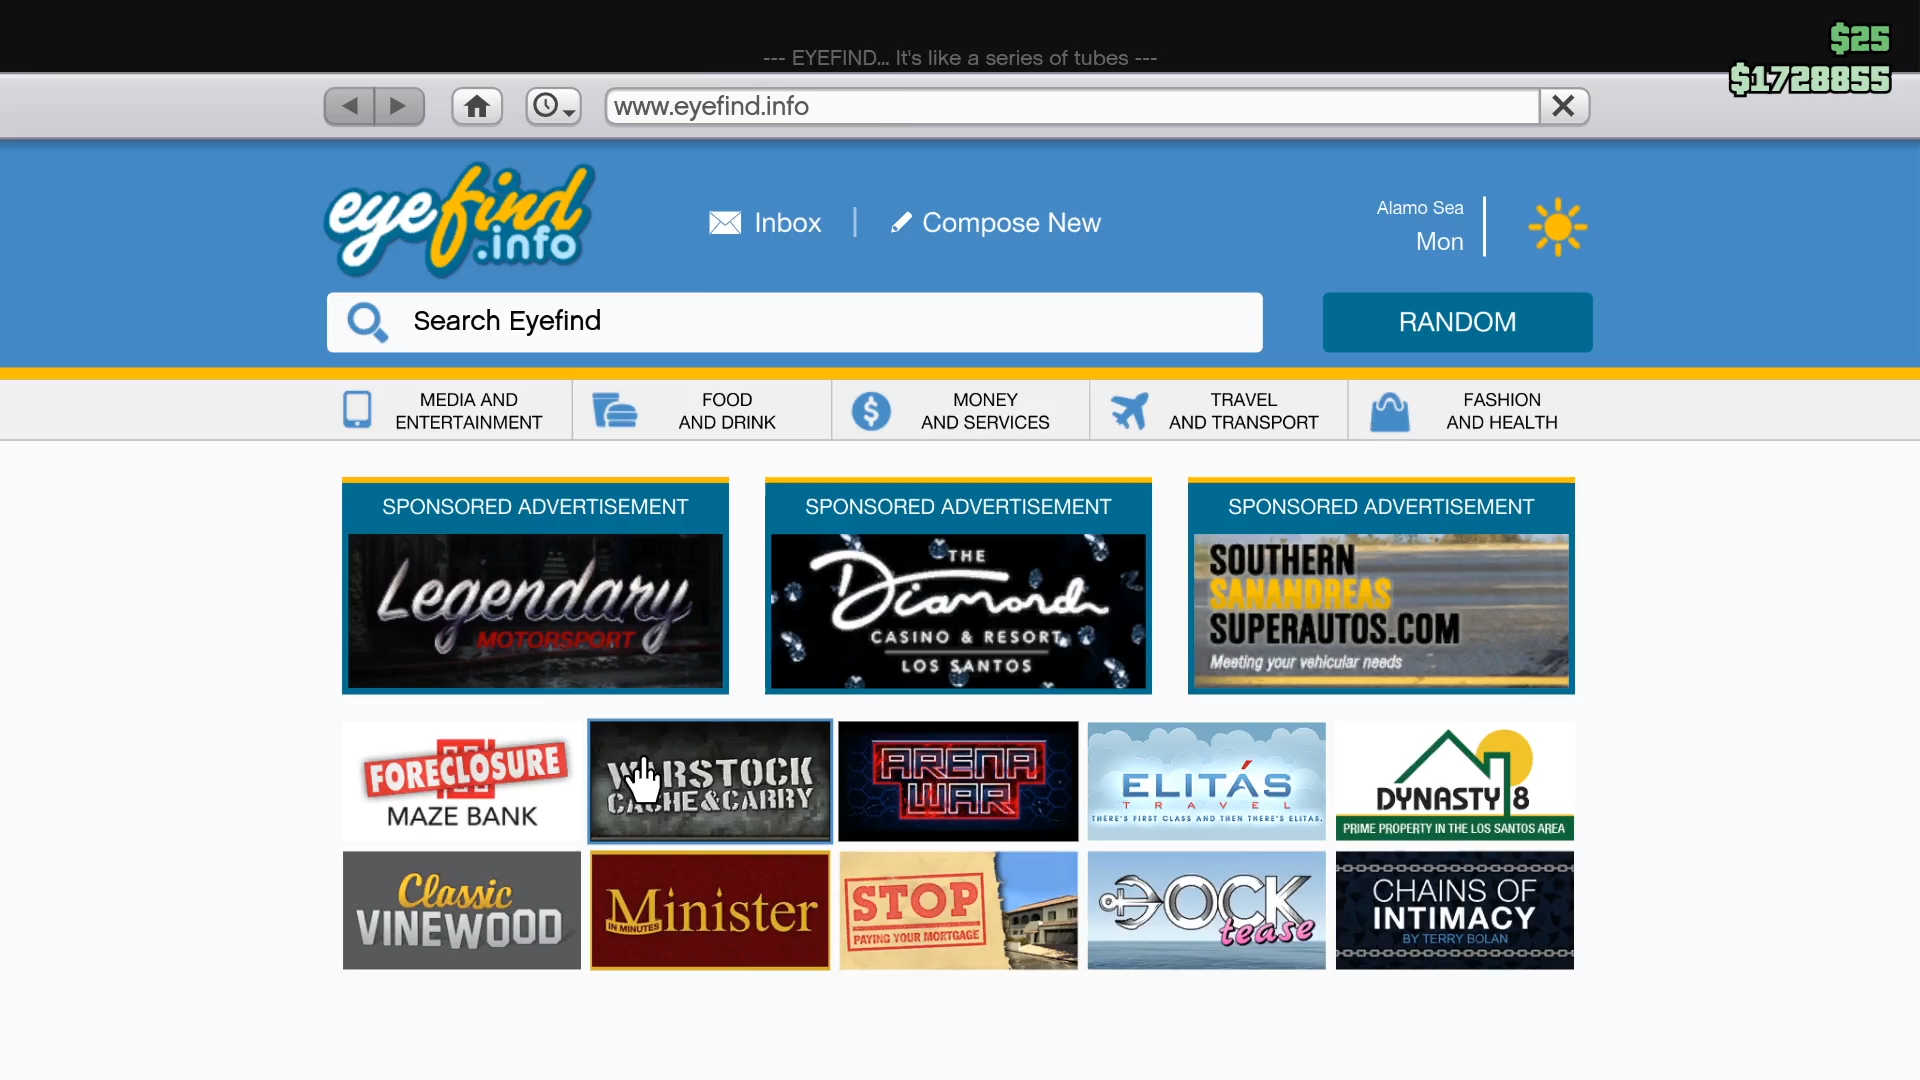 $25
--- EYEFIND... It's like a series of tubes ---
$1728855
www.eyefind.info
eyefind
.info
Inbox
Compose New
Alamo Sea
Mon
Search Eyefind
RANDOM
MEDIA AND
ENTERTAINMENT
FOOD
AND DRINK
MONEY
AND SERVICES
TRAVEL
AND TRANSPORT
FASHION
AND HEALTH
SPONSORED ADVERTISEMENT
Legendary
MOTORSPORT
SPONSORED ADVERTISEMENT
THE
Diamond
CASINO & RESORT
LOS SANTOS
SPONSORED ADVERTISEMENT
SOUTHERN
SANANDREAS
SUPERAUTOS.COM
Meeting your vehicular needs
FORECLOSURE
MAZE BANK
WARSTOCK
CACHE&CARRY
ARENA
WAR
ELITÁS
TRAVEL
THERE'S FIRST CLASS AND THEN THERE'S ELITAS.
DYNASTY 8
PRIME PROPERTY IN THE LOS SANTOS AREA
Classic
VINEWOOD
Minister
IN MINUTES
STOP
PAYING YOUR MORTGAGE
DOCK
tease
CHAINS OF
INTIMACY
BY TERRY BOLAN